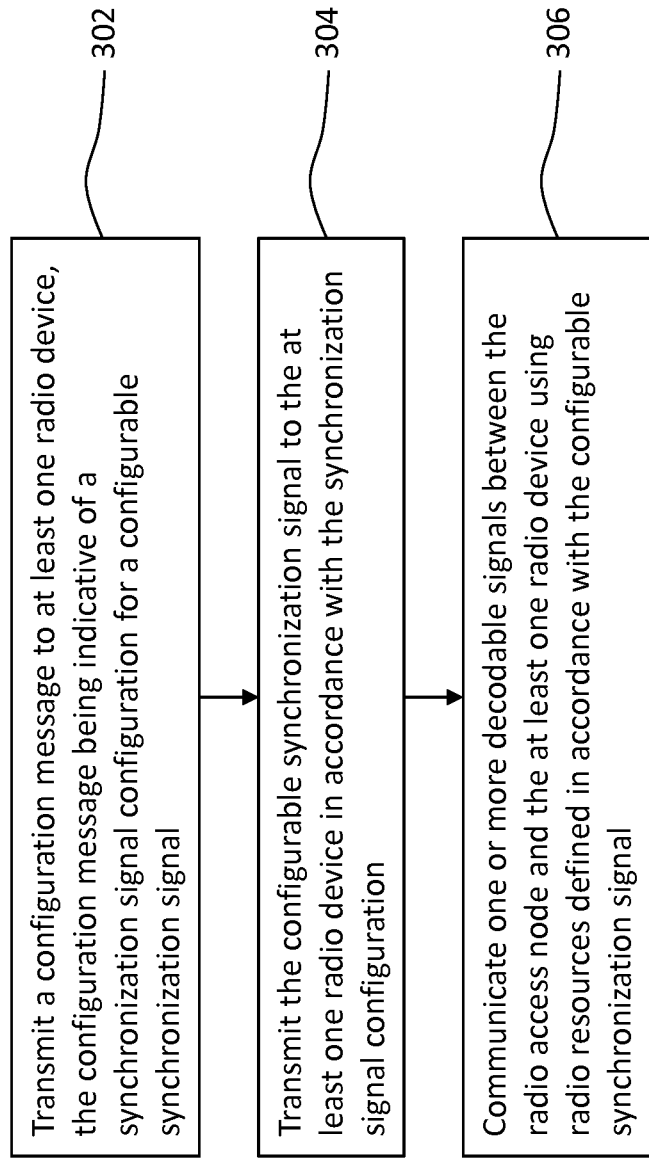 Transmit a configuration message to at least one radio device,
the configuration message being indicative of a
synchronization signal configuration for a configurable
synchronization signal
302
Transmit the configurable synchronization signal to the at
least one radio device in accordance with the synchronization
signal configuration
304
Communicate one or more decodable signals between the
radio access node and the at least one radio device using
radio resources defined in accordance with the configurable
synchronization signal
306